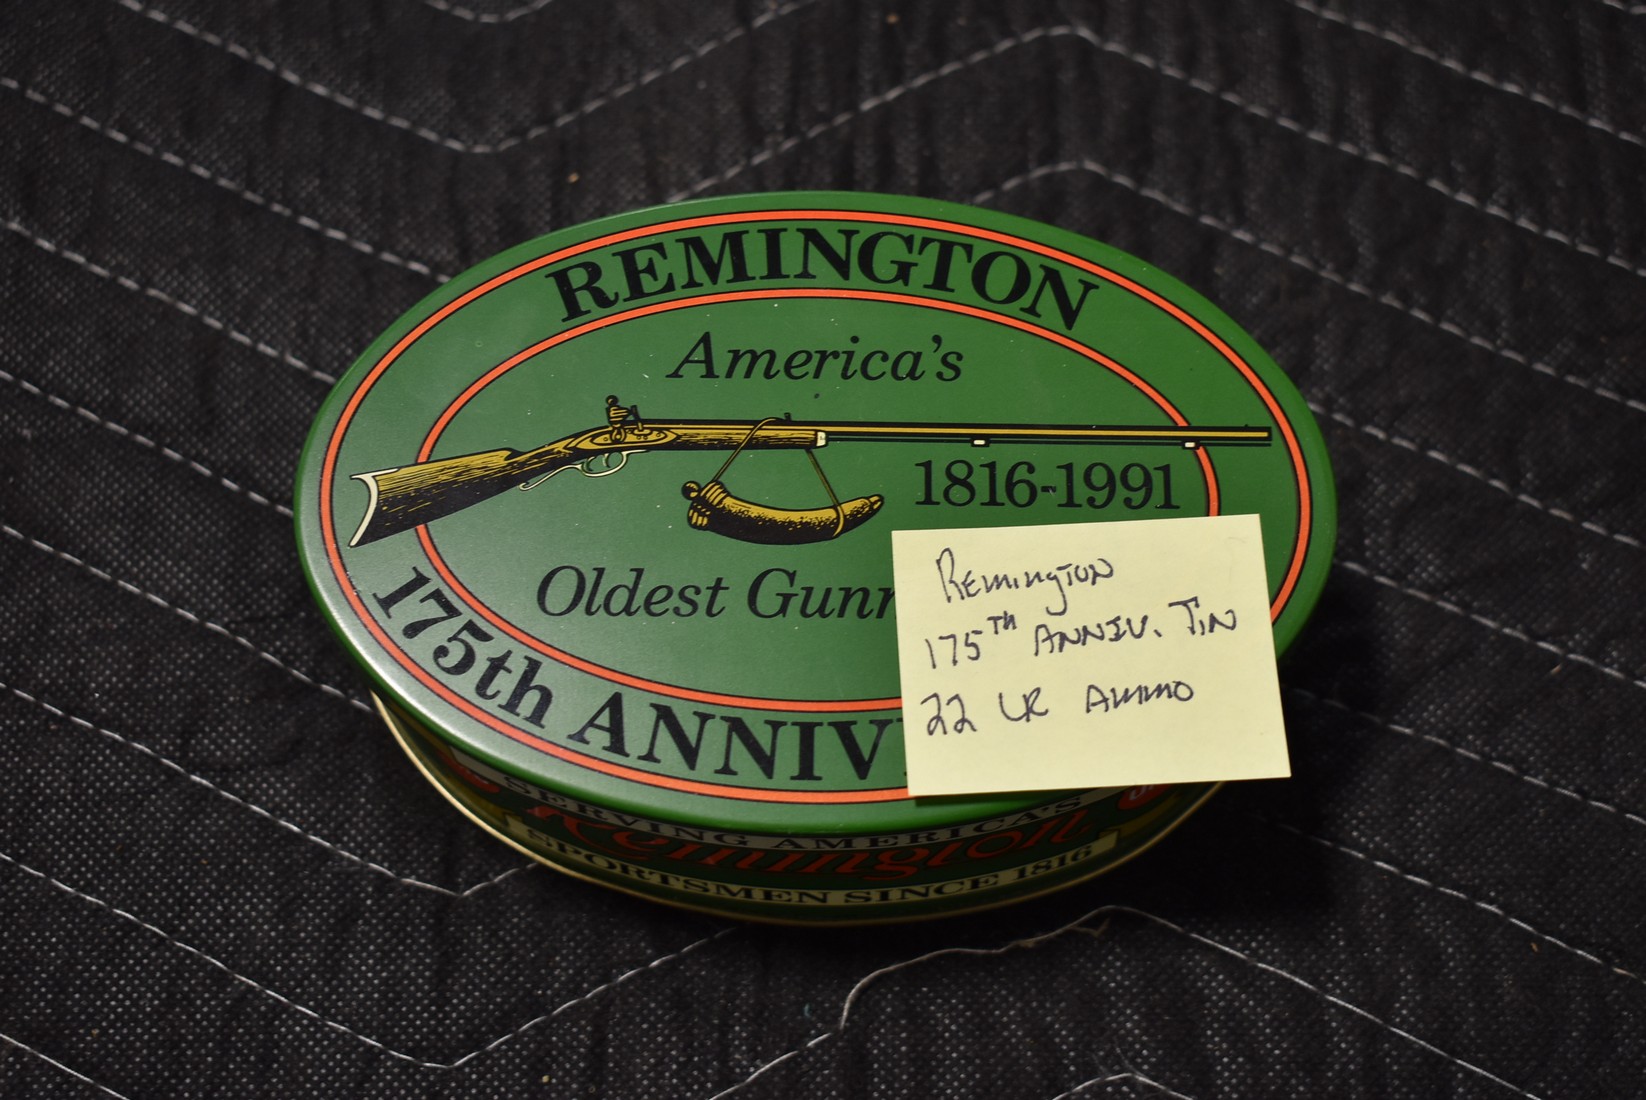 REMINGTON
America's
1816-1991
Oldest Gunr
175th ANNIV
Remington
175TH ANNIV. TIN
22 LR AMMO
SERVING AMERICA'S
Remington
SPORTSMEN SINCE 1816